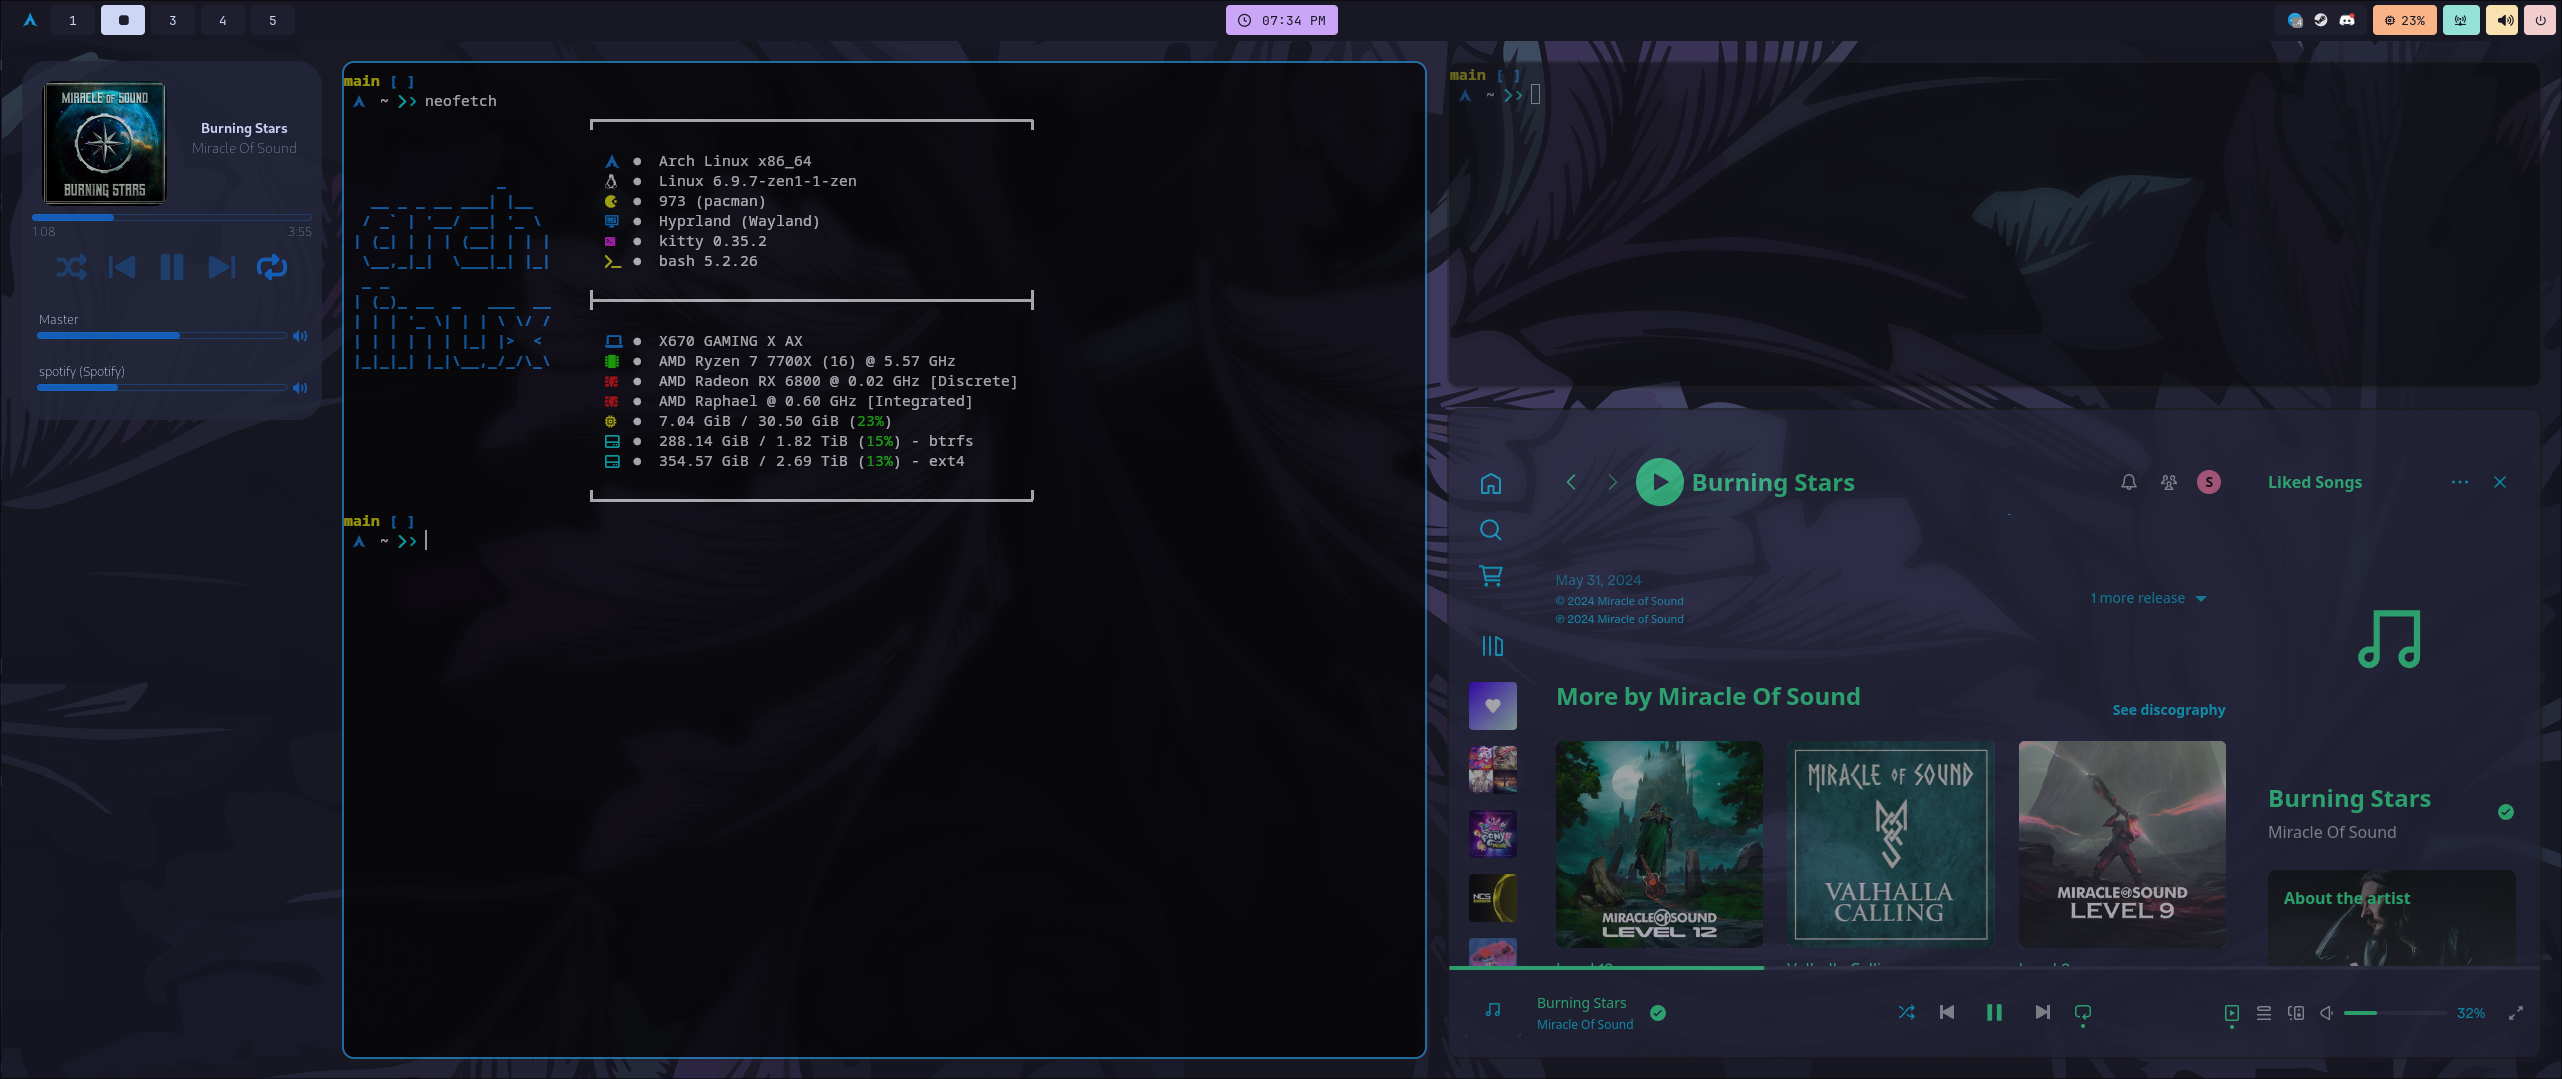 1
3
4
5
07:34 PM
23%
MIRACLE OF SOUND
BURNING STARS
Burning Stars
Miracle Of Sound
1:08
3:55
Master
spotify (Spotify)
main [ ]
~ >> neofetch
arch
linux
● Arch Linux x86_64
● Linux 6.9.7-zen1-1-zen
● 973 (pacman)
● Hyprland (Wayland)
● kitty 0.35.2
● bash 5.2.26
● X670 GAMING X AX
● AMD Ryzen 7 7700X (16) @ 5.57 GHz
● AMD Radeon RX 6800 @ 0.02 GHz [Discrete]
● AMD Raphael @ 0.60 GHz [Integrated]
● 7.04 GiB / 30.50 GiB (23%)
● 288.14 GiB / 1.82 TiB (15%) - btrfs
● 354.57 GiB / 2.69 TiB (13%) - ext4
main [ ]
~ >>
main [ ]
~ >>
Burning Stars
S
Liked Songs
May 31, 2024
© 2024 Miracle of Sound
℗ 2024 Miracle of Sound
1 more release
More by Miracle Of Sound
See discography
MIRACLE OF SOUND
LEVEL 12
MIRACLE OF SOUND
VALHALLA
CALLING
MIRACLE OF SOUND
LEVEL 9
NCS
Burning Stars
Miracle Of Sound
About the artist
Burning Stars
Miracle Of Sound
32%